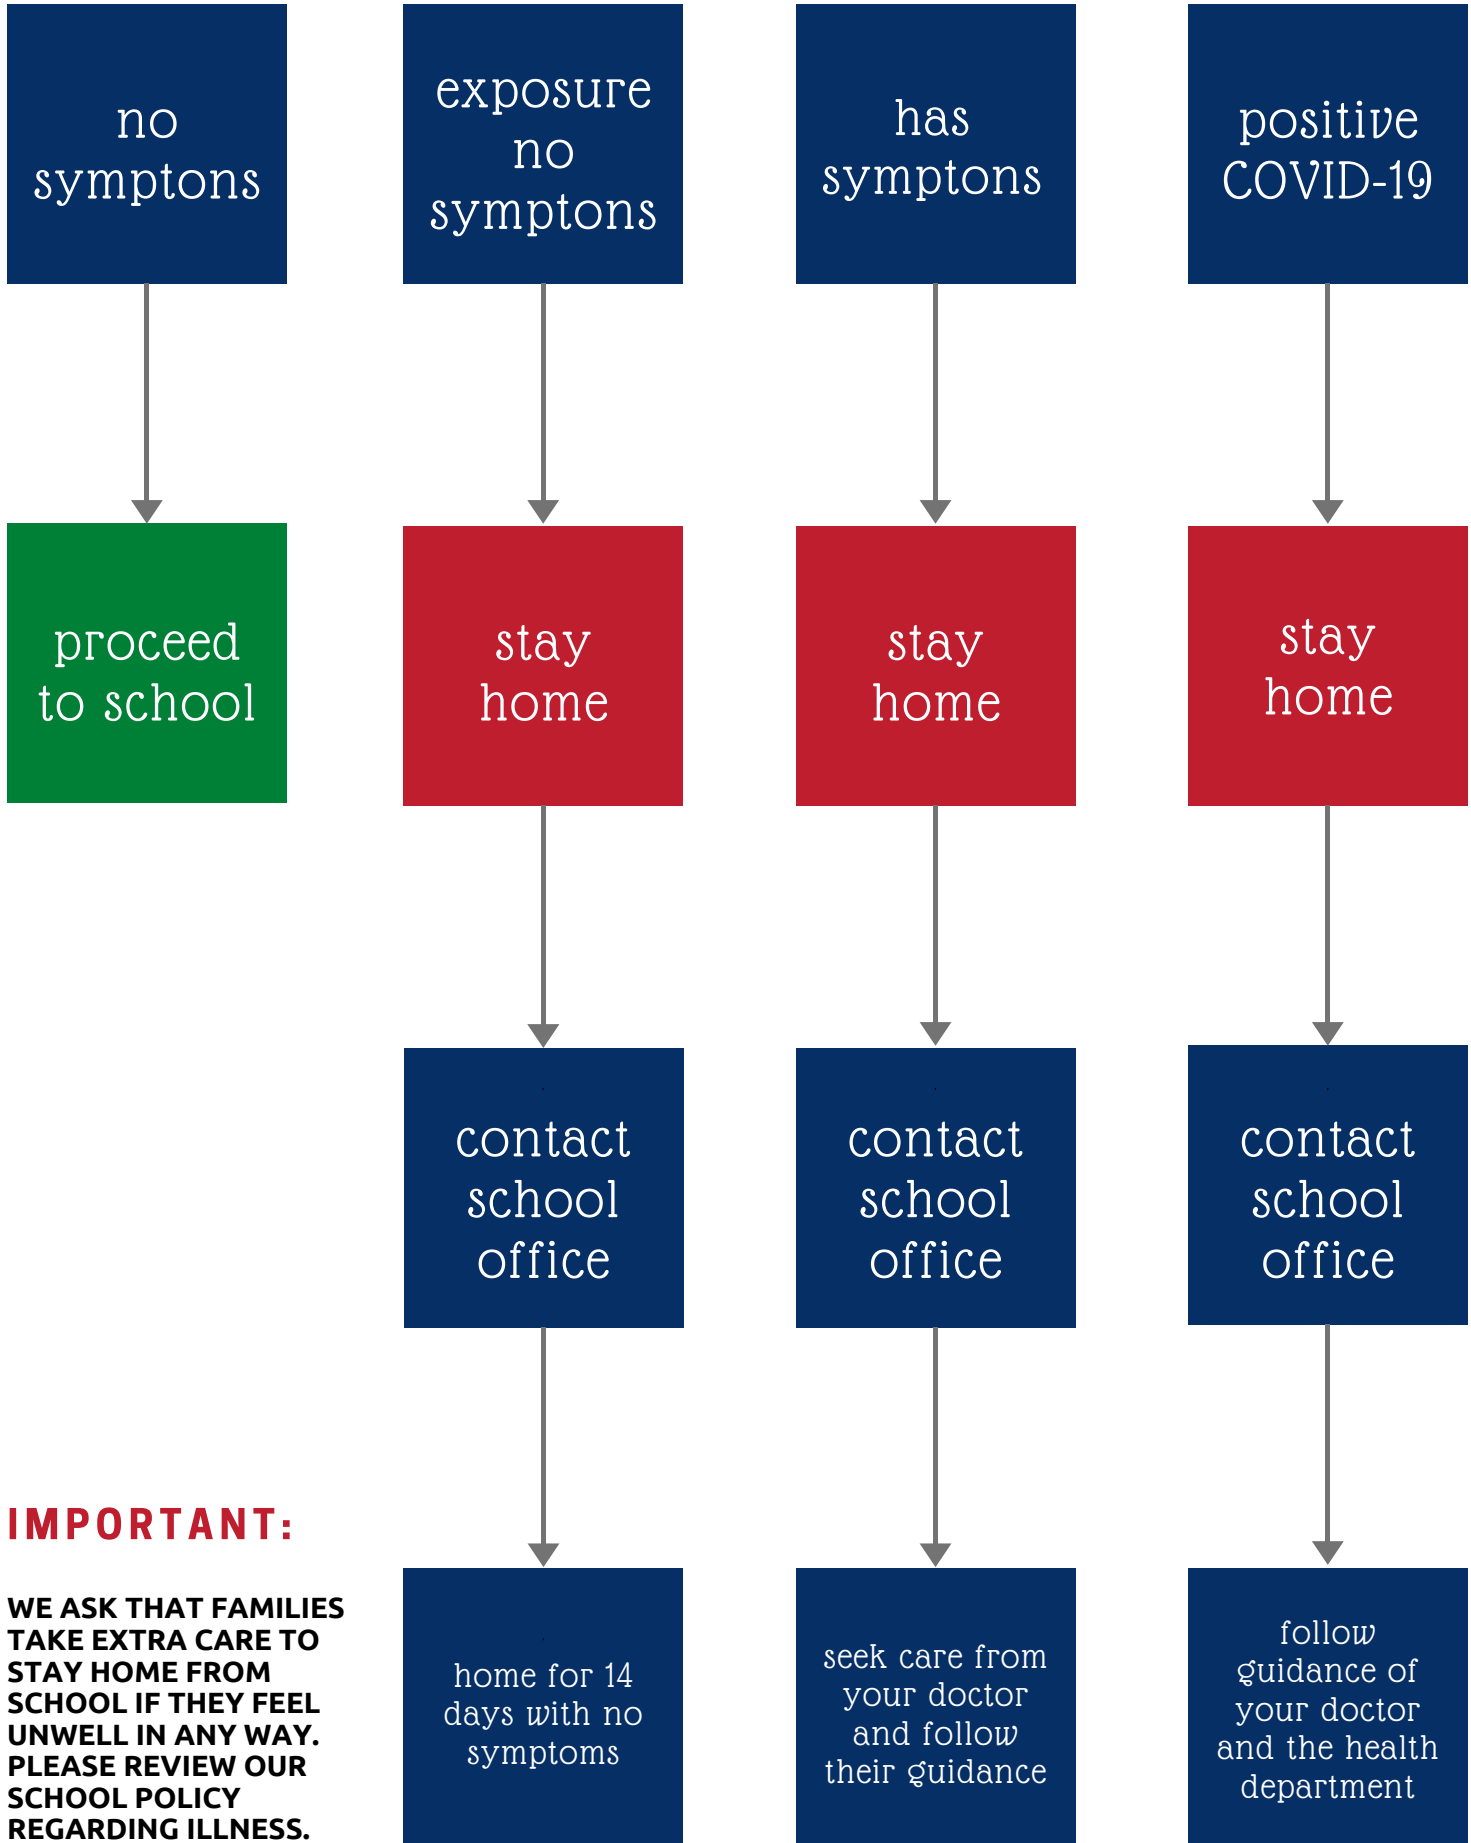 no
symptons
exposure
no
symptons
has
symptons
positive
COVID-19
proceed
to school
stay
home
stay
home
stay
home
contact
school
office
contact
school
office
contact
school
office
IMPORTANT:
WE ASK THAT FAMILIES
TAKE EXTRA CARE TO
STAY HOME FROM
SCHOOL IF THEY FEEL
UNWELL IN ANY WAY.
PLEASE REVIEW OUR
SCHOOL POLICY
REGARDING ILLNESS.
home for 14
days with no
symptoms
seek care from
your doctor
and follow
their guidance
follow
guidance of
your doctor
and the health
department